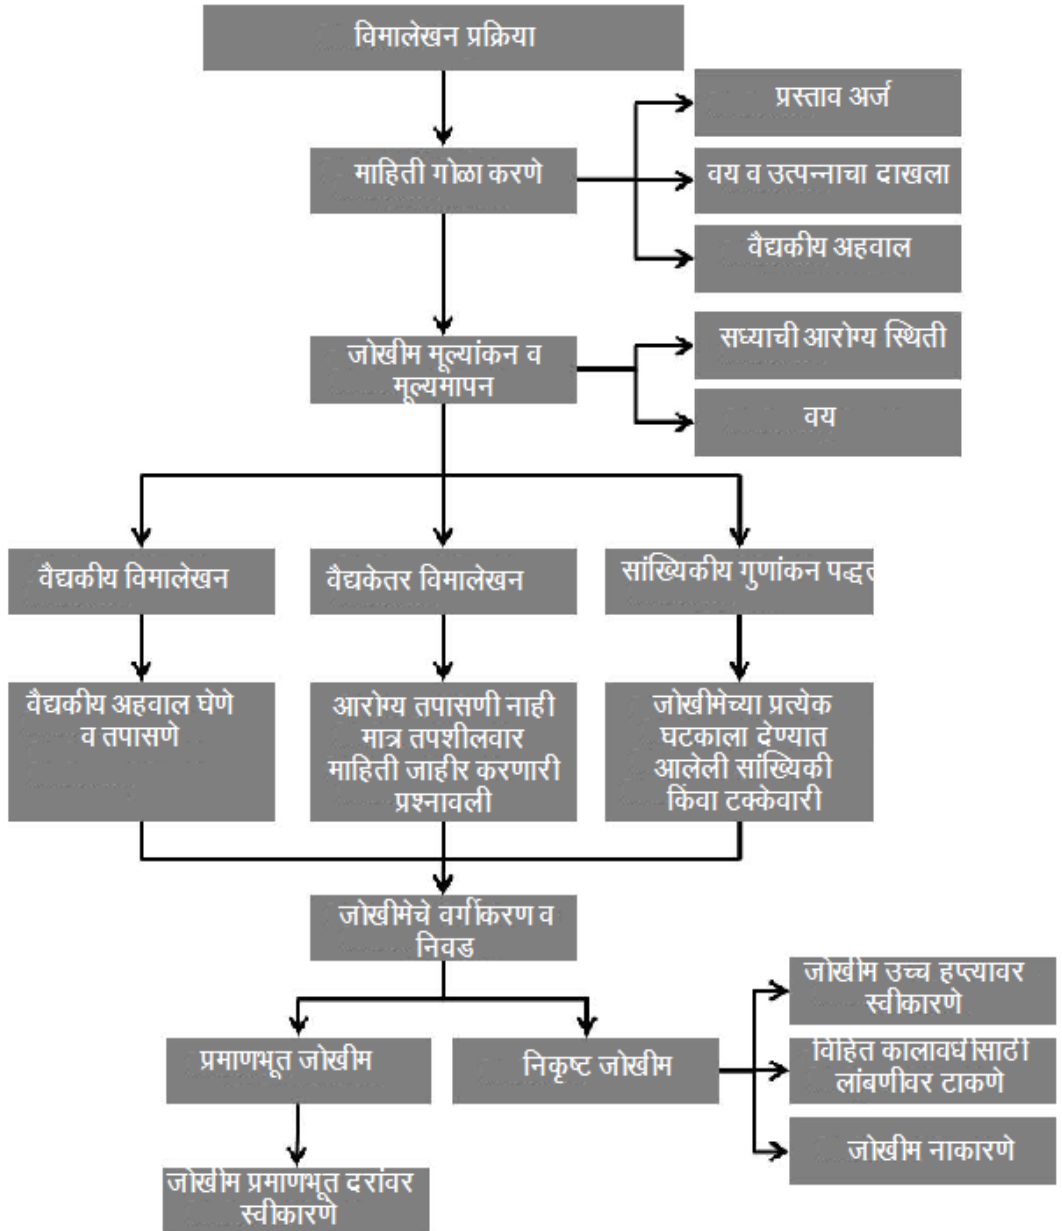 विमालेखन प्रक्रिया
प्रस्ताव अर्ज
माहिती गोळा करणे
वय व उत्पन्नाचा दाखला
वैद्यकीय अहवाल
सध्याची आरोग्य स्थिती
जोखीम मूल्यांकन व
मूल्यमापन
वय
वैद्यकीय विमालेखन
वैद्यकेतर विमालेखन
सांख्यिकीय गुणांकन पद्धत
वैद्यकीय अहवाल घेणे
व तपासणे
आरोग्य तपासणी नाही
मात्र तपशीलवार
माहिती जाहीर करणारी
प्रश्नावली
जोखीमेच्या प्रत्येक
घटकाला देण्यात
आलेली सांख्यिकी
किंवा टक्केवारी
जोखीमेचे वर्गीकरण व
निवड
जोखीम उच्च हप्त्यावर
स्वीकारणे
प्रमाणभूत जोखीम
निकृष्ट जोखीम
विहित कालावधीसाठी
लांबणीवर टाकणे
जोखीम नाकारणे
जोखीम प्रमाणभूत दरांवर
स्वीकारणे